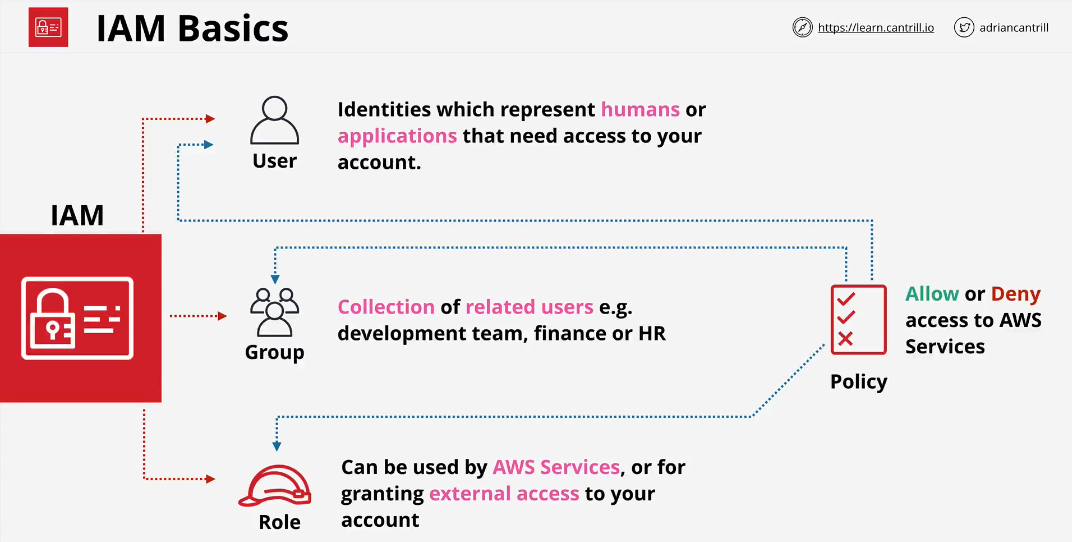 IAM Basics
https://learn.cantrill.io
adriancantrill
Identities which represent humans or
applications that need access to your
account.
User
IAM
Collection of related users e.g.
development team, finance or HR
Group
Allow or Deny
access to AWS
Services
Policy
Can be used by AWS Services, or for
granting external access to your
account
Role